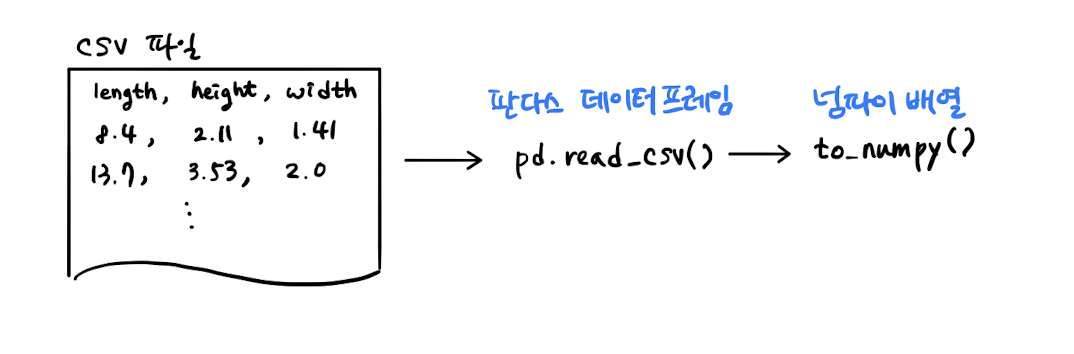 csv 파일
length, height, width
8.4, 2.11, 1.41
13.7, 3.53, 2.0
⋮
판다스 데이터프레임
pd.read_csv()
넘파이 배열
to_numpy()